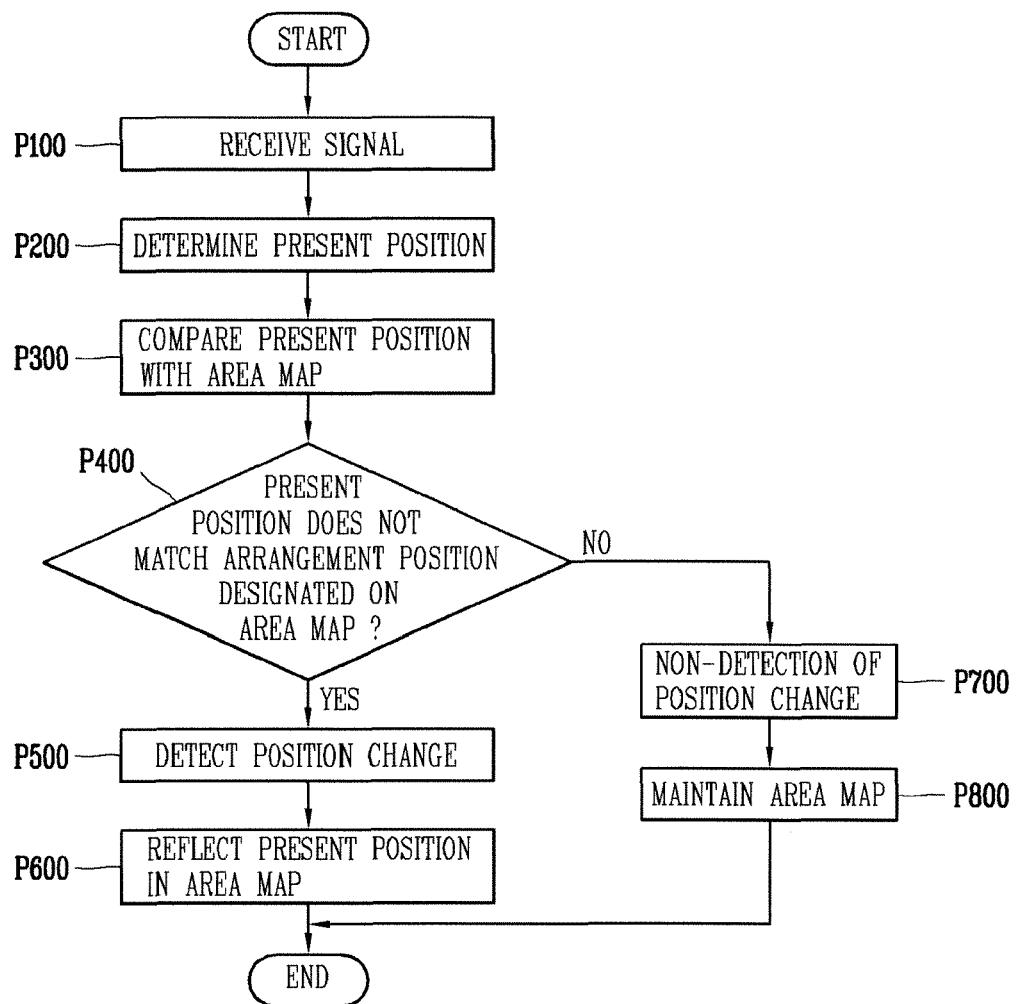 START
P100
RECEIVE SIGNAL
P200
DETERMINE PRESENT POSITION
P300
COMPARE PRESENT POSITION
WITH AREA MAP
P400
PRESENT
POSITION DOES NOT
MATCH ARRANGEMENT POSITION
DESIGNATED ON
AREA MAP ?
NO
YES
P500
DETECT POSITION CHANGE
P600
REFLECT PRESENT POSITION
IN AREA MAP
NON-DETECTION OF
POSITION CHANGE
P700
MAINTAIN AREA MAP
P800
END